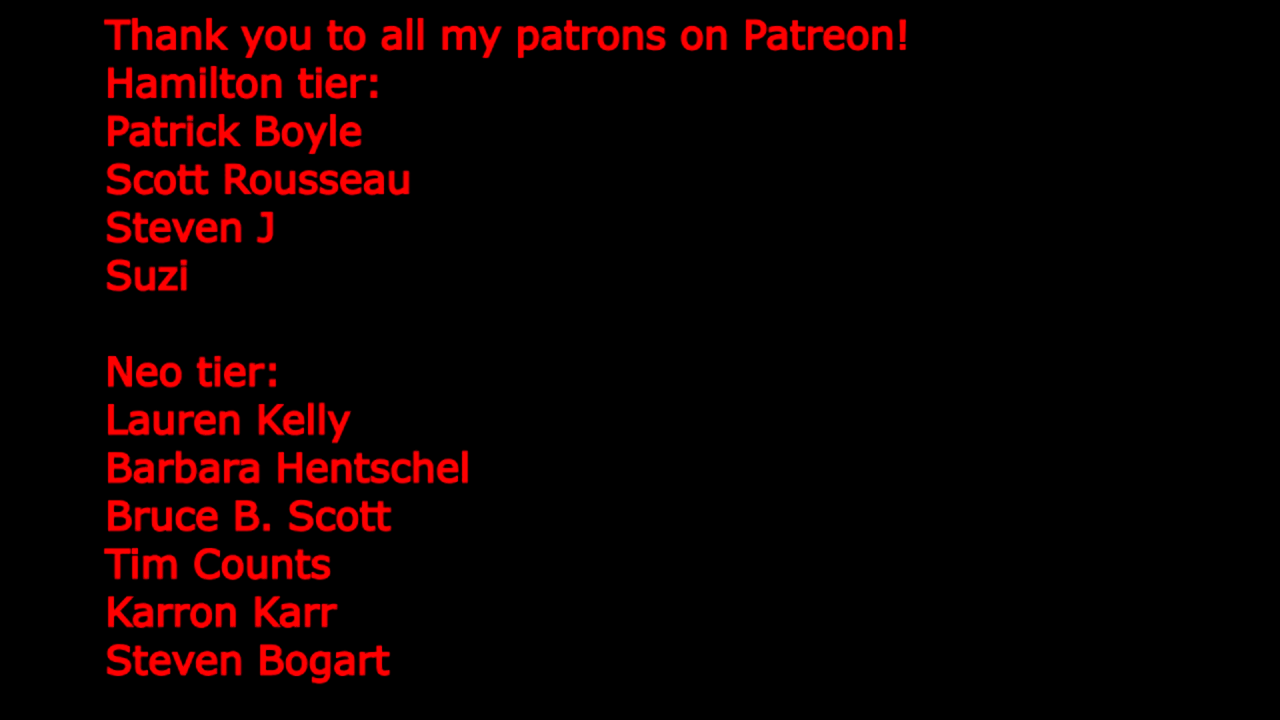 Thank you to all my patrons on Patreon!
Hamilton tier:
Patrick Boyle
Scott Rousseau
Steven J
Suzi
Neo tier:
Lauren Kelly
Barbara Hentschel
Bruce B. Scott
Tim Counts
Karron Karr
Steven Bogart